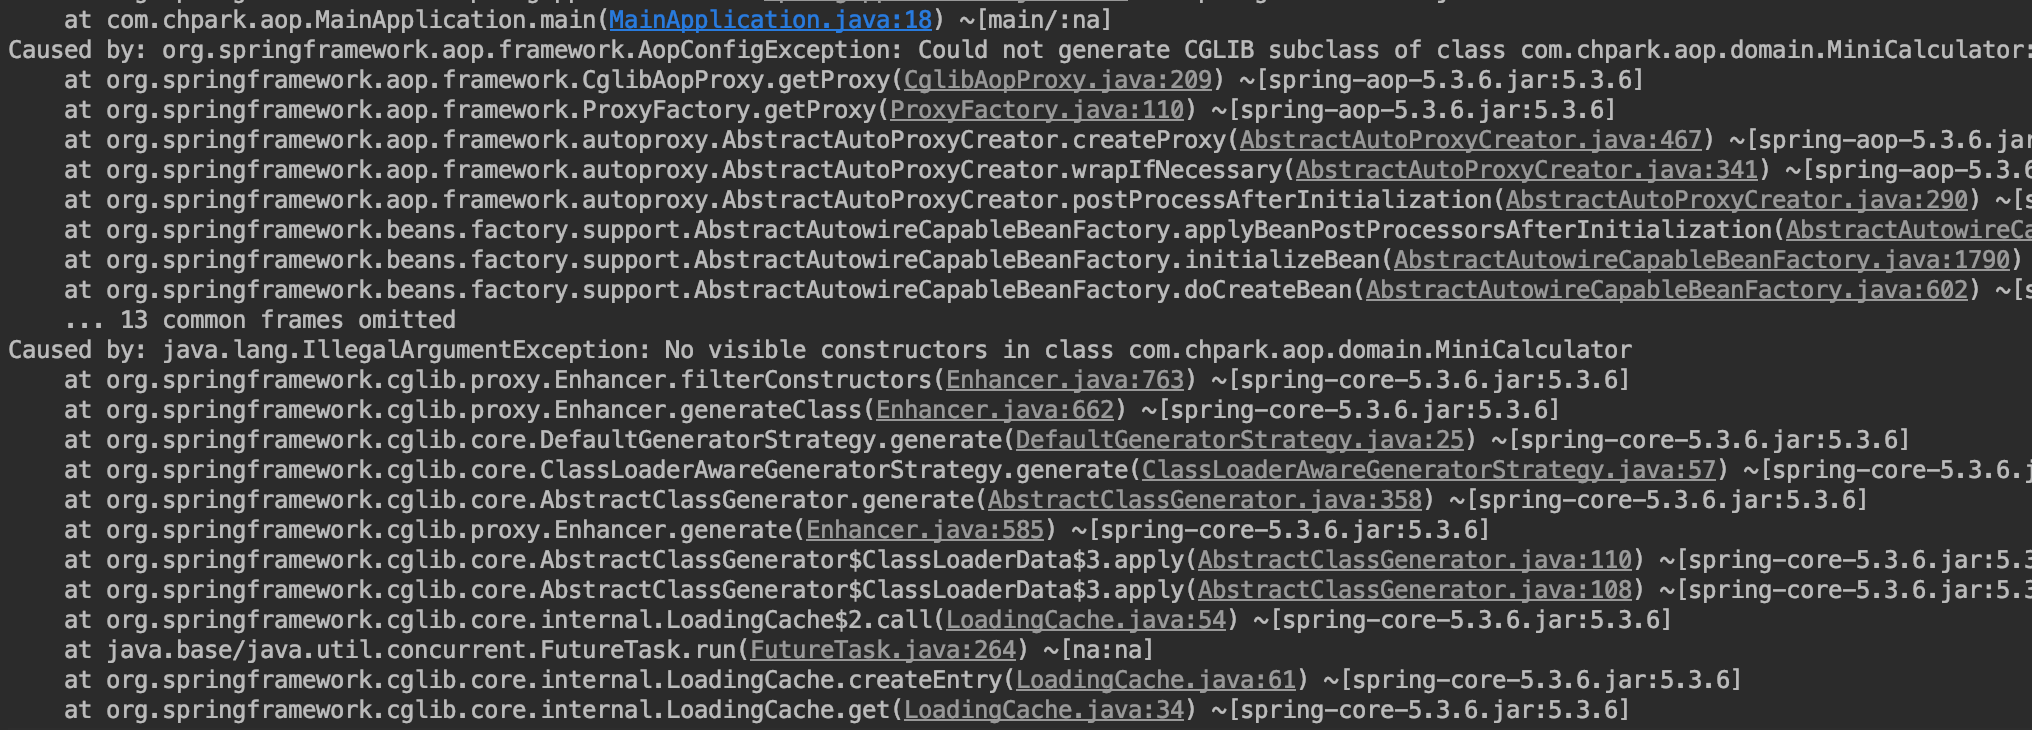 at com.chpark.aop.MainApplication.main(MainApplication.java:18) ~[main/:na]
Caused by: org.springframework.aop.framework.AopConfigException: Could not generate CGLIB subclass of class com.chpark.aop.domain.MiniCalculator:
at org.springframework.aop.framework.CglibAopProxy.getProxy(CglibAopProxy.java:209) ~[spring-aop-5.3.6.jar:5.3.6]
at org.springframework.aop.framework.ProxyFactory.getProxy(ProxyFactory.java:110) ~[spring-aop-5.3.6.jar:5.3.6]
at org.springframework.aop.framework.autoproxy.AbstractAutoProxyCreator.createProxy(AbstractAutoProxyCreator.java:467) ~[spring-aop-5.3.6.jar
at org.springframework.aop.framework.autoproxy.AbstractAutoProxyCreator.wrapIfNecessary(AbstractAutoProxyCreator.java:341) ~[spring-aop-5.3.6
at org.springframework.aop.framework.autoproxy.AbstractAutoProxyCreator.postProcessAfterInitialization(AbstractAutoProxyCreator.java:290) ~[s
at org.springframework.beans.factory.support.AbstractAutowireCapableBeanFactory.applyBeanPostProcessorsAfterInitialization(AbstractAutowireCa
at org.springframework.beans.factory.support.AbstractAutowireCapableBeanFactory.initializeBean(AbstractAutowireCapableBeanFactory.java:1790)
at org.springframework.beans.factory.support.AbstractAutowireCapableBeanFactory.doCreateBean(AbstractAutowireCapableBeanFactory.java:602) ~[s
... 13 common frames omitted
Caused by: java.lang.IllegalArgumentException: No visible constructors in class com.chpark.aop.domain.MiniCalculator
at org.springframework.cglib.proxy.Enhancer.filterConstructors(Enhancer.java:763) ~[spring-core-5.3.6.jar:5.3.6]
at org.springframework.cglib.proxy.Enhancer.generateClass(Enhancer.java:662) ~[spring-core-5.3.6.jar:5.3.6]
at org.springframework.cglib.core.DefaultGeneratorStrategy.generate(DefaultGeneratorStrategy.java:25) ~[spring-core-5.3.6.jar:5.3.6]
at org.springframework.cglib.core.ClassLoaderAwareGeneratorStrategy.generate(ClassLoaderAwareGeneratorStrategy.java:57) ~[spring-core-5.3.6.j
at org.springframework.cglib.core.AbstractClassGenerator.generate(AbstractClassGenerator.java:358) ~[spring-core-5.3.6.jar:5.3.6]
at org.springframework.cglib.proxy.Enhancer.generate(Enhancer.java:585) ~[spring-core-5.3.6.jar:5.3.6]
at org.springframework.cglib.core.AbstractClassGenerator$ClassLoaderData$3.apply(AbstractClassGenerator.java:110) ~[spring-core-5.3.6.jar:5.3
at org.springframework.cglib.core.AbstractClassGenerator$ClassLoaderData$3.apply(AbstractClassGenerator.java:108) ~[spring-core-5.3.6.jar:5.3
at org.springframework.cglib.core.internal.LoadingCache$2.call(LoadingCache.java:54) ~[spring-core-5.3.6.jar:5.3.6]
at java.base/java.util.concurrent.FutureTask.run(FutureTask.java:264) ~[na:na]
at org.springframework.cglib.core.internal.LoadingCache.createEntry(LoadingCache.java:61) ~[spring-core-5.3.6.jar:5.3.6]
at org.springframework.cglib.core.internal.LoadingCache.get(LoadingCache.java:34) ~[spring-core-5.3.6.jar:5.3.6]